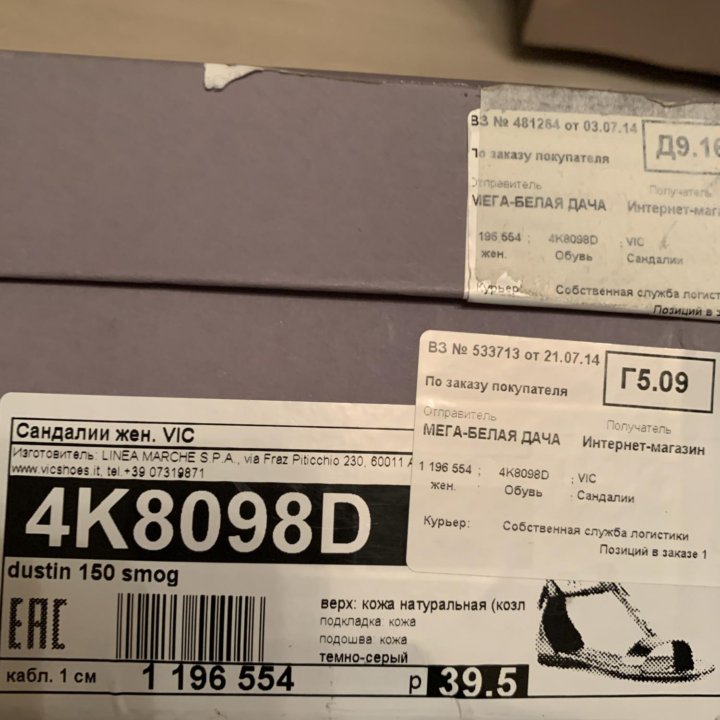 ВЗ № 481264 от 03.07.14
Д9.16
По заказу покупателя
Отправитель
Получатель
МЕГА-БЕЛАЯ ДАЧА
Интернет-мага
196 554 ; 4K8098D ; VIC
жен. Обувь Сандалии
Курьер: Собственная служба логист
Позиций в з
ВЗ № 533713 от 21.07.14
Г5.09
По заказу покупателя
Отправитель
Получатель
МЕГА-БЕЛАЯ ДАЧА
Интернет-магазин
1 196 554 ; 4K8098D ; VIC
жен. Обувь Сандалии
Курьер: Собственная служба логистики
Позиций в заказе 1
Сандалии жен. VIC
Изготовитель: LINEA MARCHE S.P.A., via Fraz Piticchio 230, 60011 A
www.vicshoes.it, tel.+39 07319871
4K8098D
dustin 150 smog
EAC
верх: кожа натуральная (козл
подкладка: кожа
подошва: кожа
темно-серый
кабл. 1 см
1 196 554
р 39.5